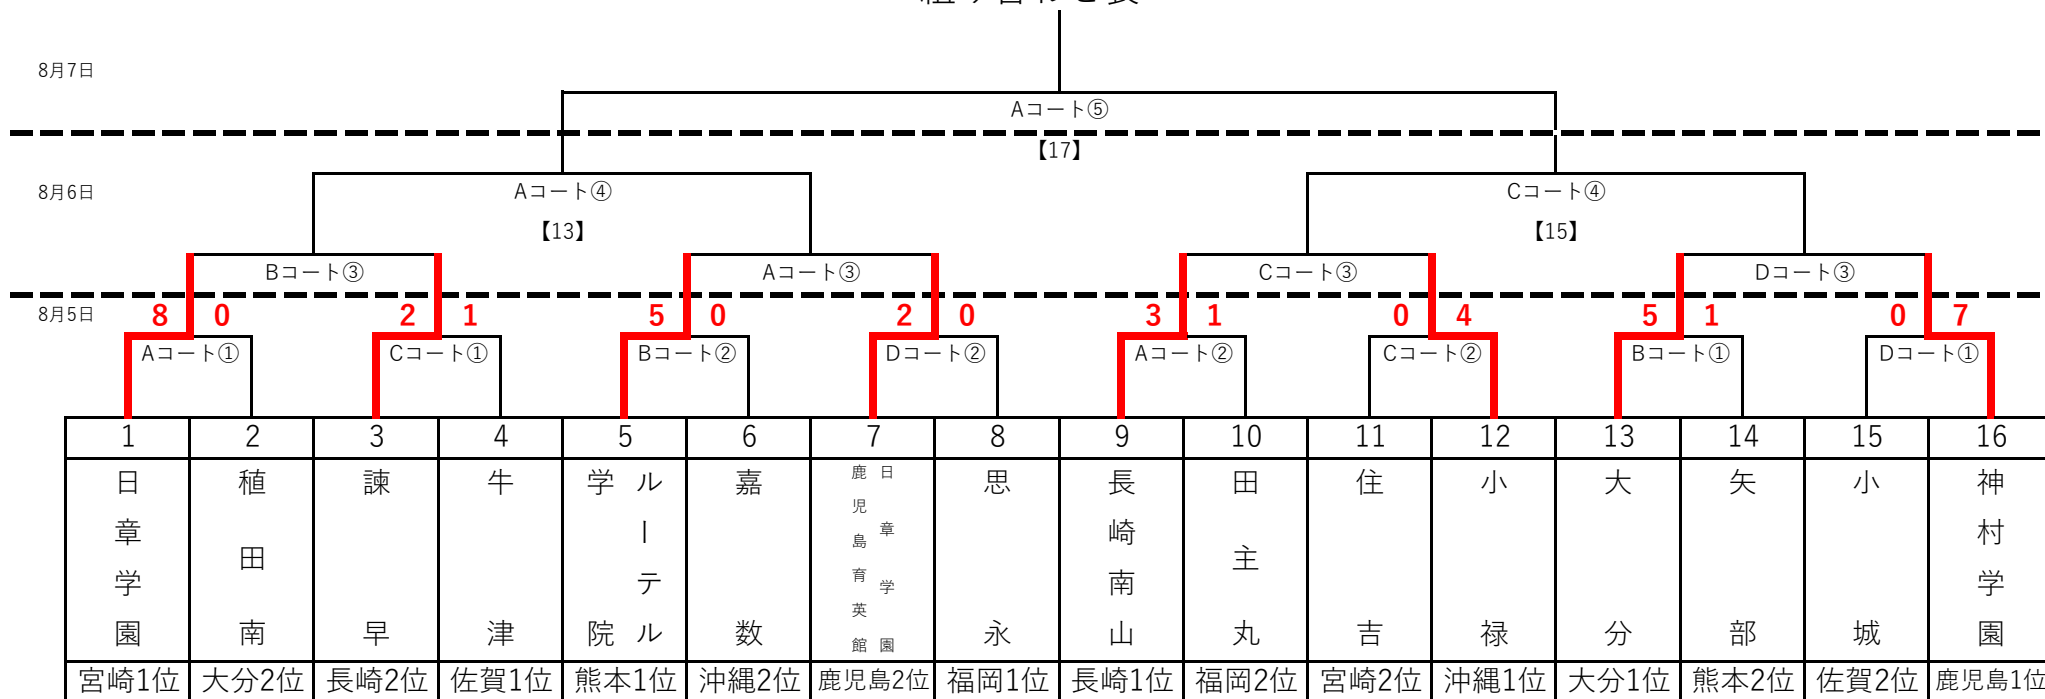 組み合わせ表
8月7日
Aコート⑤
【17】
8月6日
Aコート④
Cコート④
【13】
【15】
Bコート③
Aコート③
Cコート③
Dコート③
8月5日
8 0 2 1 5 0 2 0 3 1 0 4 5 1 0 7
Aコート① Cコート① Bコート② Dコート② Aコート② Cコート② Bコート① Dコート①
1 2 3 4 5 6 7 8 9 10 11 12 13 14 15 16
日章学園
稙田南
諫早
牛津
ルーテル
学院
嘉数
日章学園
鹿児島育英館
思永
長崎南山
田主丸
住吉
小禄
大分
矢部
小城
神村学園
宮崎1位 大分2位 長崎2位 佐賀1位 熊本1位 沖縄2位 鹿児島2位 福岡1位 長崎1位 福岡2位 宮崎2位 沖縄1位 大分1位 熊本2位 佐賀2位 鹿児島1位